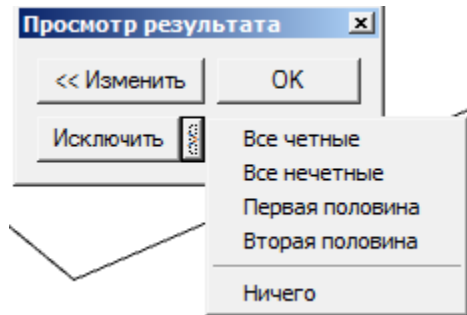 Просмотр результата
<< Изменить
OK
Исключить
Все четные
Все нечетные
Первая половина
Вторая половина
Ничего